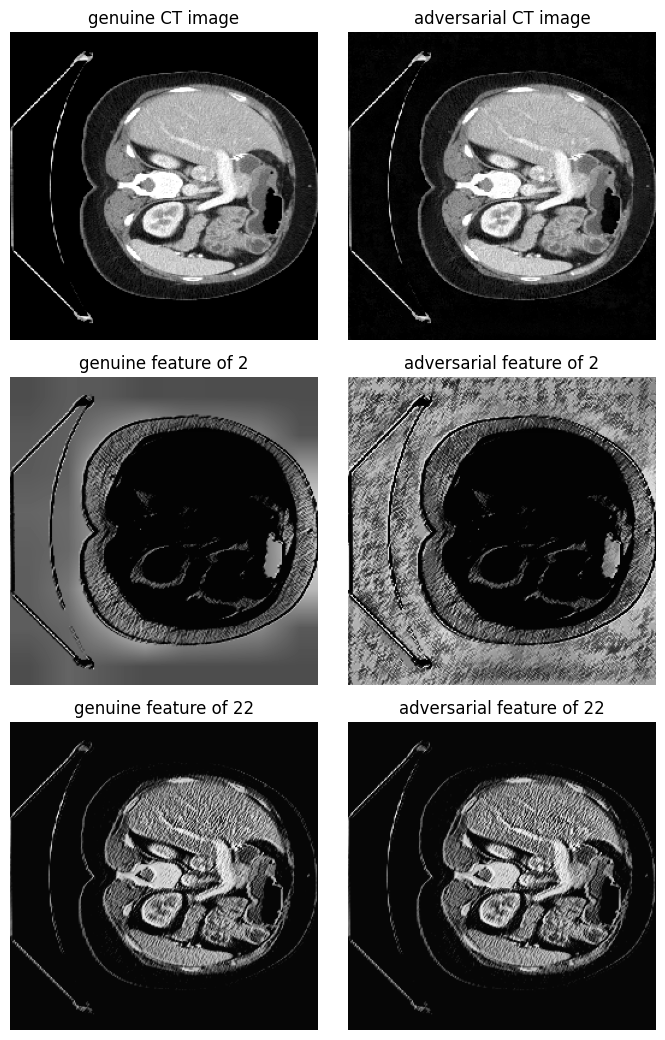 genuine CT image
adversarial CT image
genuine feature of 2
adversarial feature of 2
genuine feature of 22
adversarial feature of 22